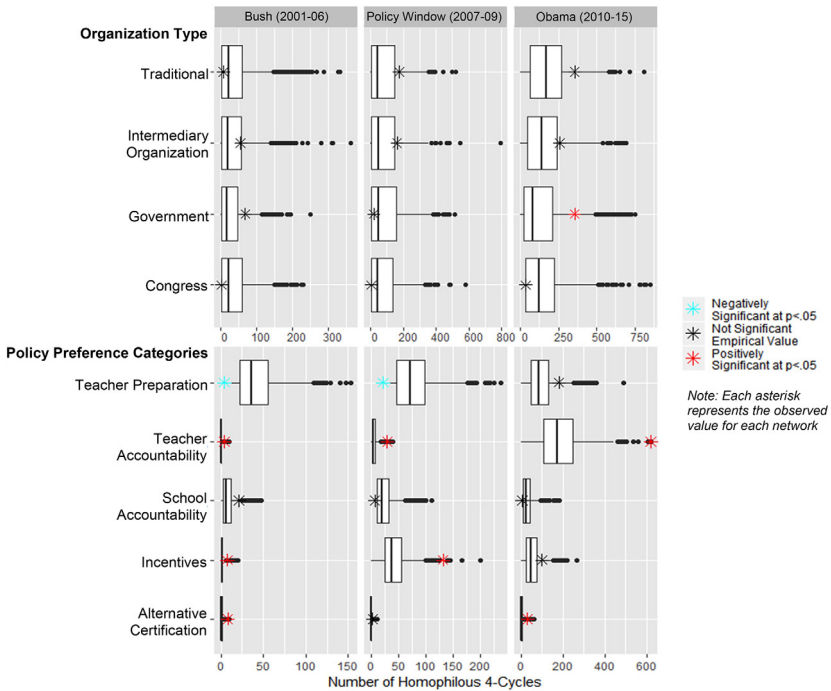 Bush (2001-06) Policy Window (2007-09) Obama (2010-15)
Organization Type
Traditional
Intermediary
Organization
Government
Congress
0 100 200 300 0 200 400 600 800 0 250 500 750
Policy Preference Categories
Teacher Preparation
Teacher
Accountability
School
Accountability
Incentives
Alternative
Certification
0 50 100 150 0 50 100 150 200 0 200 400 600
Number of Homophilous 4-Cycles
Negatively
Significant at p<.05
Not Significant
Empirical Value
Positively
Significant at p<.05
Note: Each asterisk
represents the observed
value for each network